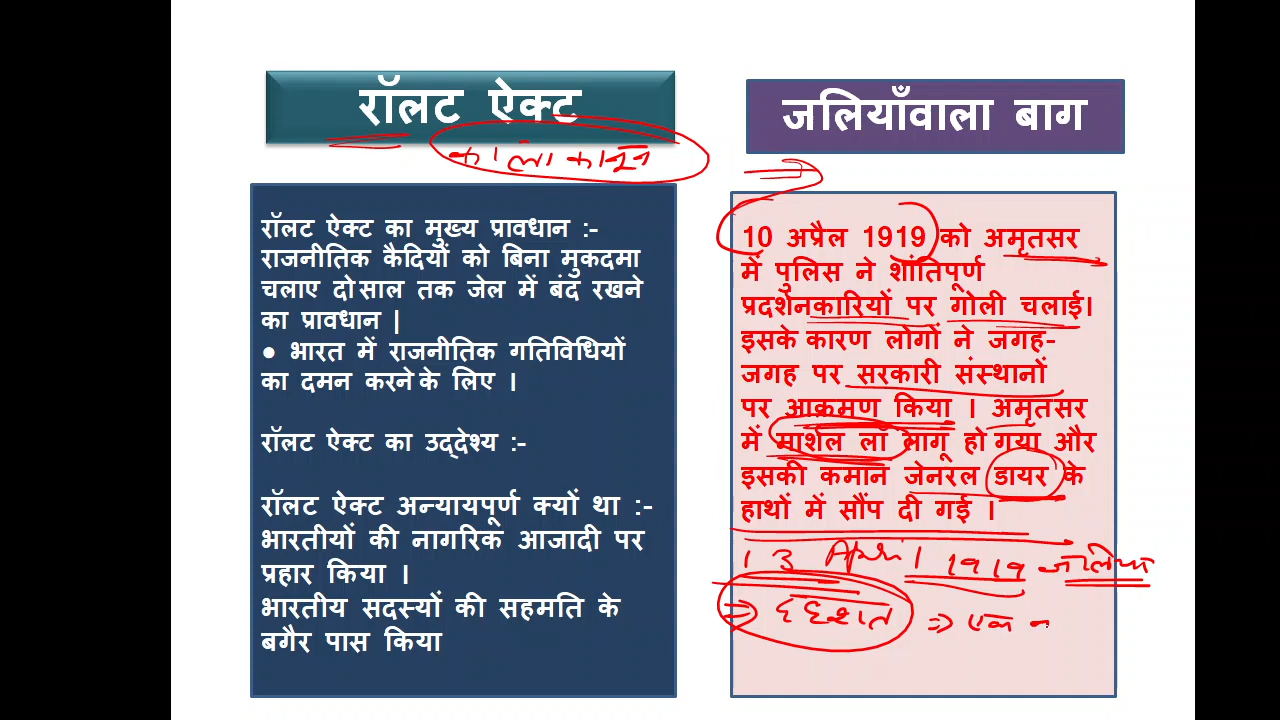 रॉलट ऐक्ट
काला कानून
रॉलट ऐक्ट का मुख्य प्रावधान :-
राजनीतिक कैदियों को बिना मुकदमा
चलाए दो साल तक जेल में बंद रखने
का प्रावधान |
● भारत में राजनीतिक गतिविधियों
का दमन करने के लिए ।
रॉलट ऐक्ट का उद्देश्य :-
रॉलट ऐक्ट अन्यायपूर्ण क्यों था :-
भारतीयों की नागरिक आजादी पर
प्रहार किया ।
भारतीय सदस्यों की सहमति के
बगैर पास किया
जलियाँवाला बाग
10 अप्रैल 1919 को अमृतसर
में पुलिस ने शांतिपूर्ण
प्रदर्शनकारियों पर गोली चलाई।
इसके कारण लोगों ने जगह-
जगह पर सरकारी संस्थानों
पर आक्रमण किया । अमृतसर
में मार्शल लॉ लागू हो गया और
इसकी कमान जेनरल डायर के
हाथों में सौंप दी गई ।
13 April 1919 जलिया
⇒ दहशत ⇒ एक